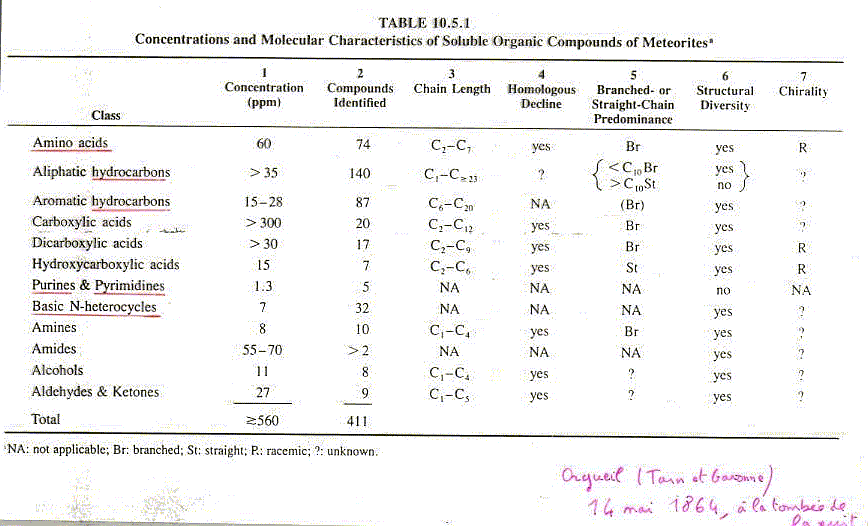 TABLE 10.5.1
Concentrations and Molecular Characteristics of Soluble Organic Compounds of Meteoritesª
Class 1 Concentration (ppm) 2 Compounds Identified 3 Chain Length 4 Homologous Decline 5 Branched- or Straight-Chain Predominance 6 Structural Diversity 7 Chirality
Amino acids 60 74 C₂–C₇ yes Br yes R
Aliphatic hydrocarbons > 35 140 C₁–C>₂₃ ? { <C₁₀Br yes } ?
>C₁₀St no
Aromatic hydrocarbons 15–28 87 C₆–C₂₀ NA (Br) yes ?
Carboxylic acids >300 20 C₂–C₁₂ yes Br yes ?
Dicarboxylic acids >30 17 C₂–C₉ yes Br yes R
Hydroxycarboxylic acids 15 7 C₂–C₆ yes St yes R
Purines & Pyrimidines 1.3 5 NA NA NA no NA
Basic N-heterocycles 7 32 NA NA NA yes ?
Amines 8 10 C₁–C₄ yes Br yes ?
Amides 55–70 >2 NA NA NA yes ?
Alcohols 11 8 C₁–C₄ yes ? yes ?
Aldehydes & Ketones 27 9 C₁–C₅ yes ? yes ?
Total ≥560 411
ªNA: not applicable; Br: branched; St: straight; R: racemic; ?: unknown.
Orgueil (Tarn et Garonne)
14 mai 1864, à la tombée de
la nuit